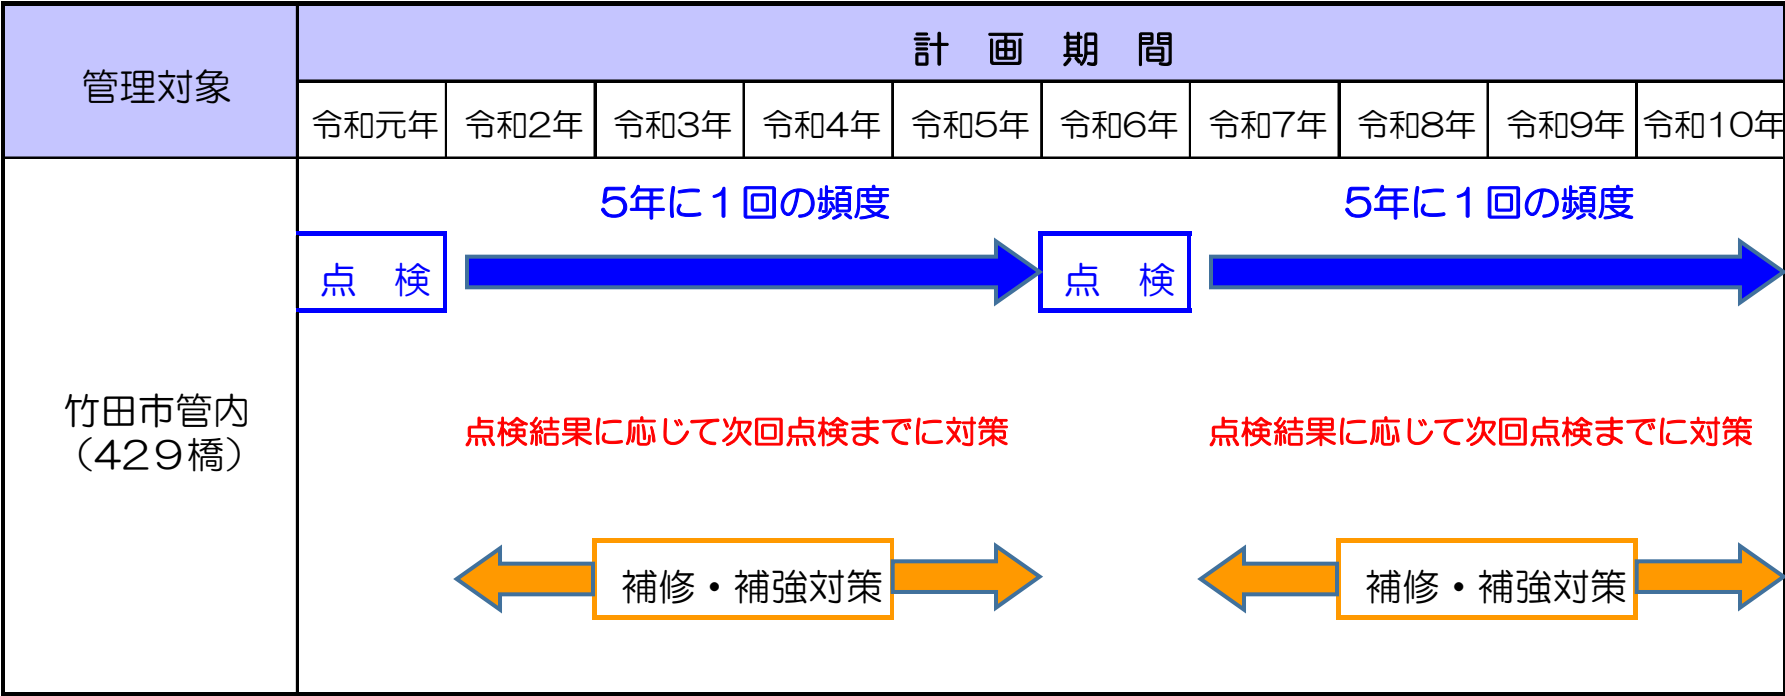 管理対象
計　画　期　間
令和元年 令和2年 令和3年 令和4年 令和5年 令和6年 令和7年 令和8年 令和9年 令和10年
5年に１回の頻度 5年に１回の頻度
点　検 点　検
竹田市管内
（429橋）
点検結果に応じて次回点検までに対策 点検結果に応じて次回点検までに対策
補修・補強対策 補修・補強対策